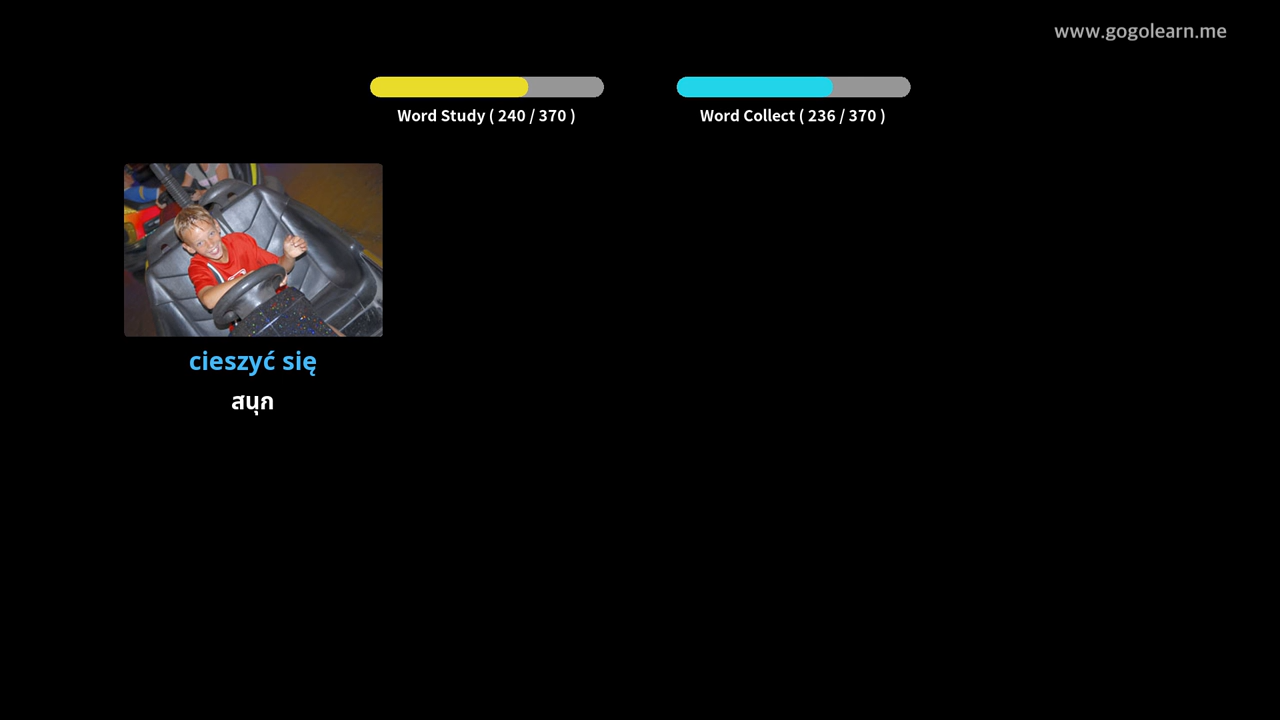 www.gogolearn.me
Word Study ( 240 / 370 )
Word Collect ( 236 / 370 )
cieszyć się
สนุก